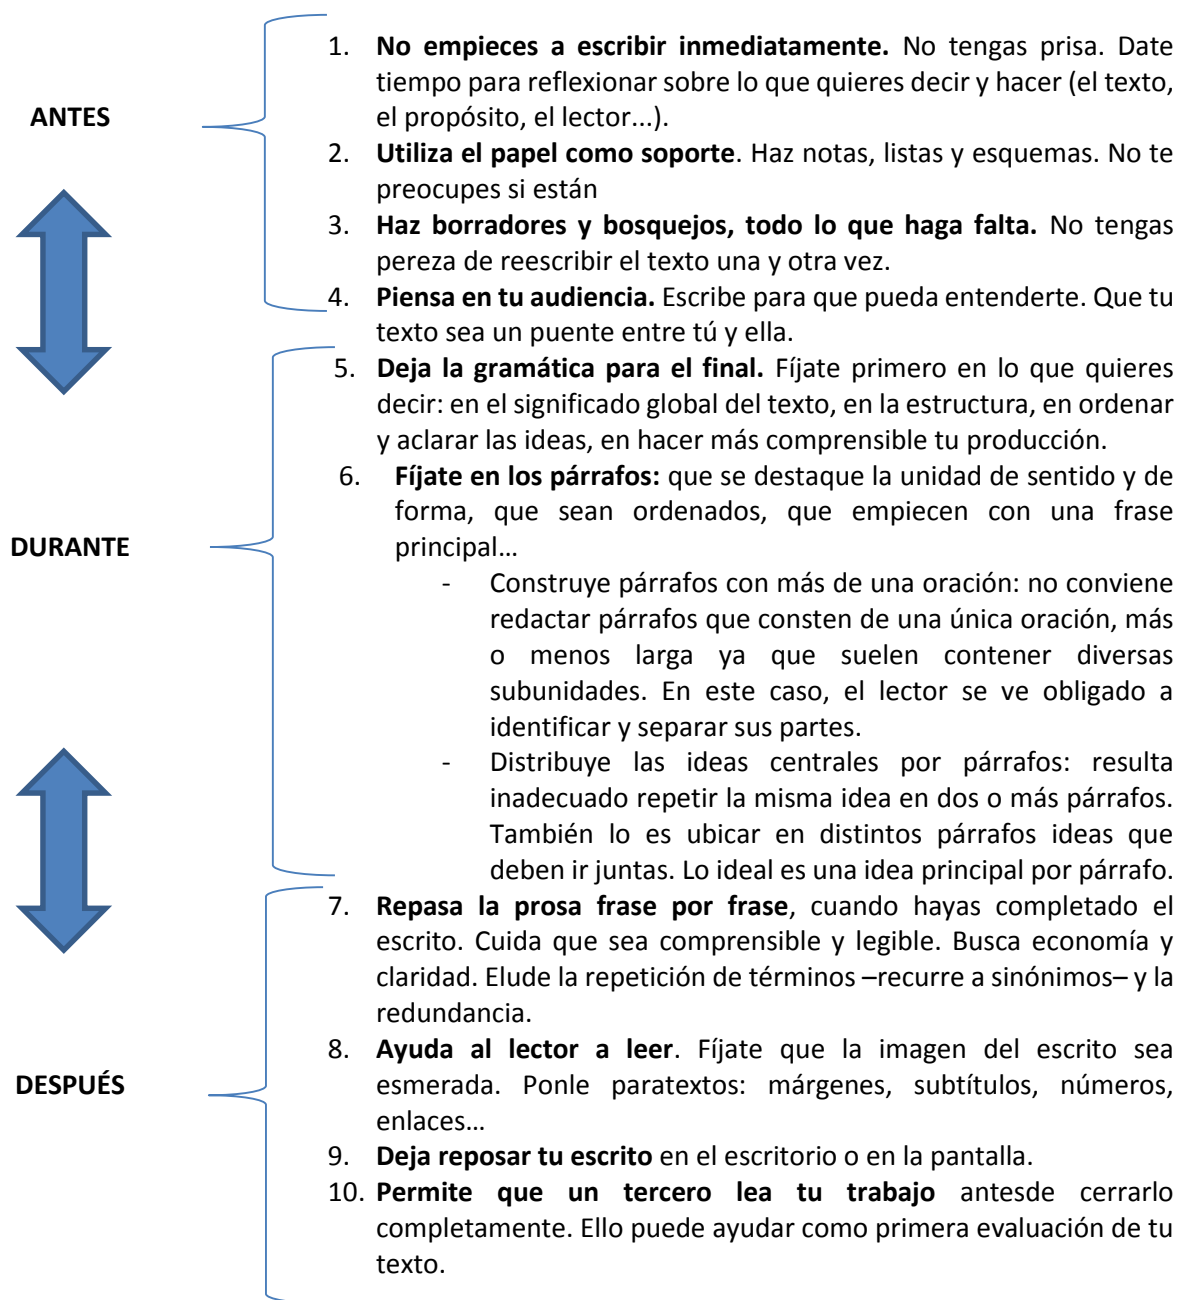 1. No empieces a escribir inmediatamente. No tengas prisa. Date
tiempo para reflexionar sobre lo que quieres decir y hacer (el texto,
ANTES
el propósito, el lector...).
2. Utiliza el papel como soporte. Haz notas, listas y esquemas. No te
preocupes si están
3. Haz borradores y bosquejos, todo lo que haga falta. No tengas
pereza de reescribir el texto una y otra vez.
4. Piensa en tu audiencia. Escribe para que pueda entenderte. Que tu
texto sea un puente entre tú y ella.
5. Deja la gramática para el final. Fíjate primero en lo que quieres
decir: en el significado global del texto, en la estructura, en ordenar
y aclarar las ideas, en hacer más comprensible tu producción.
6. Fíjate en los párrafos: que se destaque la unidad de sentido y de
forma, que sean ordenados, que empiecen con una frase
DURANTE
principal…
- Construye párrafos con más de una oración: no conviene
redactar párrafos que consten de una única oración, más
o menos larga ya que suelen contener diversas
subunidades. En este caso, el lector se ve obligado a
identificar y separar sus partes.
- Distribuye las ideas centrales por párrafos: resulta
inadecuado repetir la misma idea en dos o más párrafos.
También lo es ubicar en distintos párrafos ideas que
deben ir juntas. Lo ideal es una idea principal por párrafo.
7. Repasa la prosa frase por frase, cuando hayas completado el
escrito. Cuida que sea comprensible y legible. Busca economía y
claridad. Elude la repetición de términos –recurre a sinónimos– y la
redundancia.
8. Ayuda al lector a leer. Fíjate que la imagen del escrito sea
DESPUÉS
esmerada. Ponle paratextos: márgenes, subtítulos, números,
enlaces…
9. Deja reposar tu escrito en el escritorio o en la pantalla.
10. Permite que un tercero lea tu trabajo antesde cerrarlo
completamente. Ello puede ayudar como primera evaluación de tu
texto.